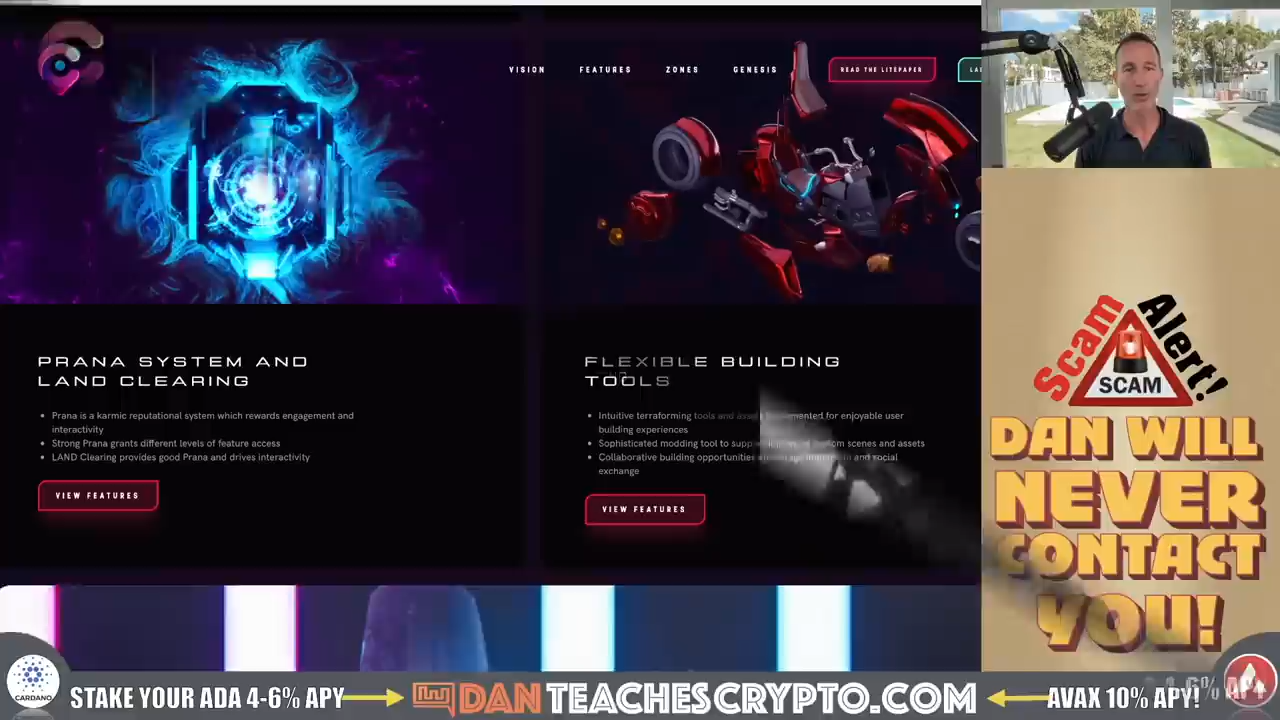 VISION
FEATURES
ZONES
GENESIS
READ THE LITEPAPER
PRANA SYSTEM AND
LAND CLEARING
Prana is a karmic reputational system which rewards engagement and
interactivity
Strong Prana grants different levels of feature access
LAND Clearing provides good Prana and drives interactivity
VIEW FEATURES
FLEXIBLE BUILDING
TOOLS
Intuitive terraforming tools and for enjoyable user
building experiences
Sophisticated modding tool to scenes and assets
Collaborative building opportunities and social
exchange
VIEW FEATURES
Scam Alert!
SCAM
DAN WILL
NEVER
CONTACT
YOU!
CARDANO
STAKE YOUR ADA 4-6% APY
DANTEACHESCRYPTO.COM
AVAX 10% APY!